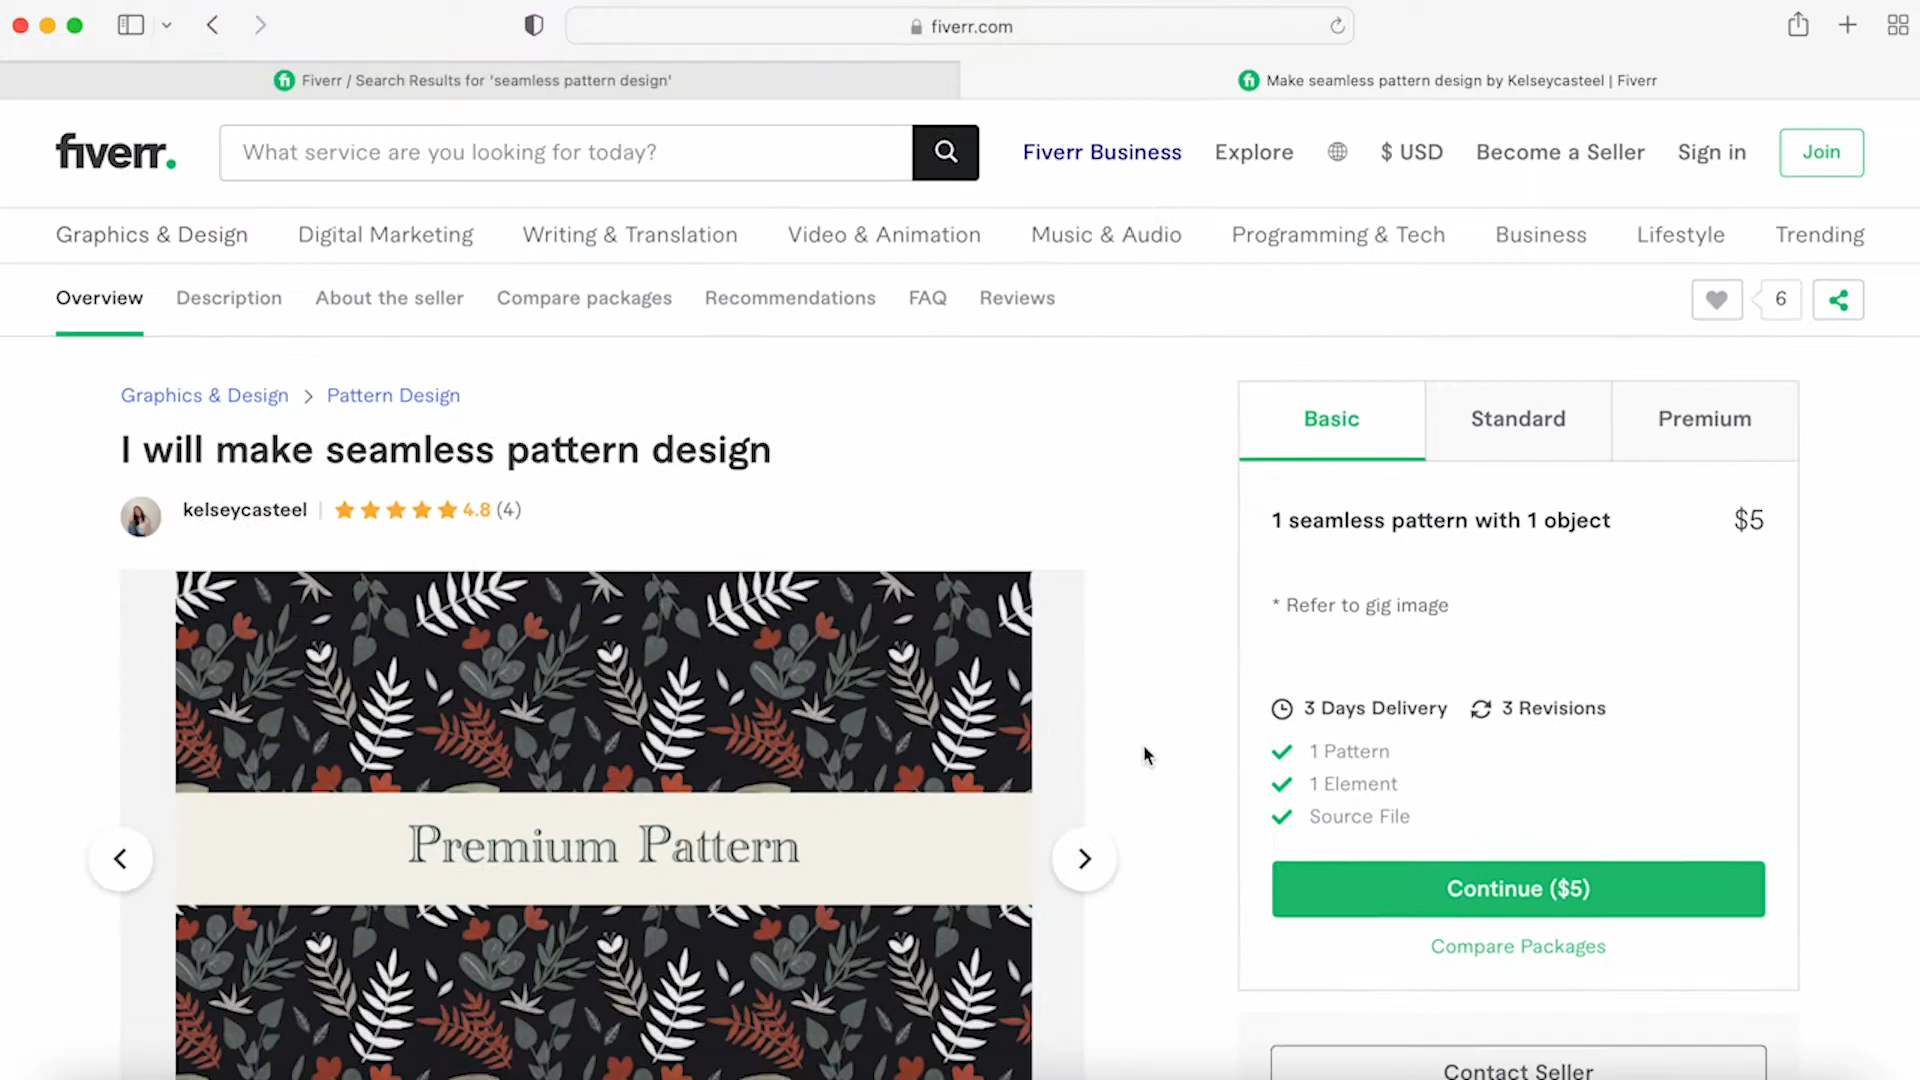 fiverr.com
Fiverr / Search Results for 'seamless pattern design'
Make seamless pattern design by Kelseycasteel | Fiverr
fiverr.
What service are you looking for today?
Fiverr Business
Explore
$ USD
Become a Seller
Sign in
Join
Graphics & Design
Digital Marketing
Writing & Translation
Video & Animation
Music & Audio
Programming & Tech
Business
Lifestyle
Trending
Overview
Description
About the seller
Compare packages
Recommendations
FAQ
Reviews
6
Graphics & Design > Pattern Design
I will make seamless pattern design
kelseycasteel | 4.8 (4)
Premium Pattern
Basic
Standard
Premium
1 seamless pattern with 1 object $5
* Refer to gig image
3 Days Delivery
3 Revisions
1 Pattern
1 Element
Source File
Continue ($5)
Compare Packages
Contact Seller